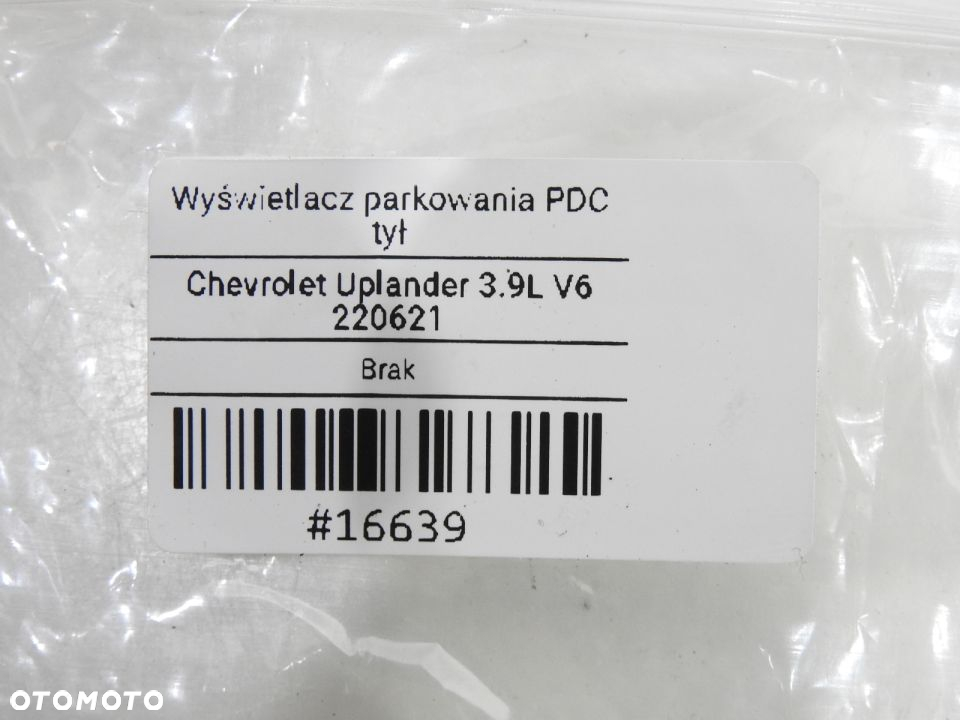 Wyświetlacz parkowania PDC
tył
Chevrolet Uplander 3.9L V6
220621
Brak
#16639
OTOMOTO